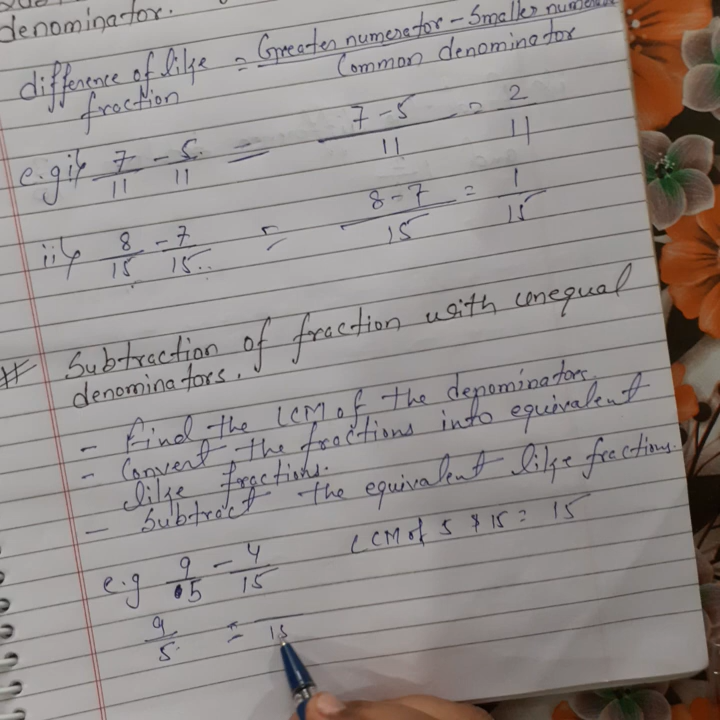 denominator.
difference of like fraction = Greater numerator - Smaller
Common denominator
e.g i) 7/11 - 5/11 = 7-5/11 = 2/11
ii) 8/15 - 7/15 = 8-7/15 = 1/15
# Subtraction of fraction with unequal
denominators.
- Find the LCM of the denominators.
- Convert the fractions into equivalent
like fractions.
- Subtract the equivalent like fractions.
e.g 9/5 - 4/15 LCM of 5 & 15 = 15
9/5 = /15